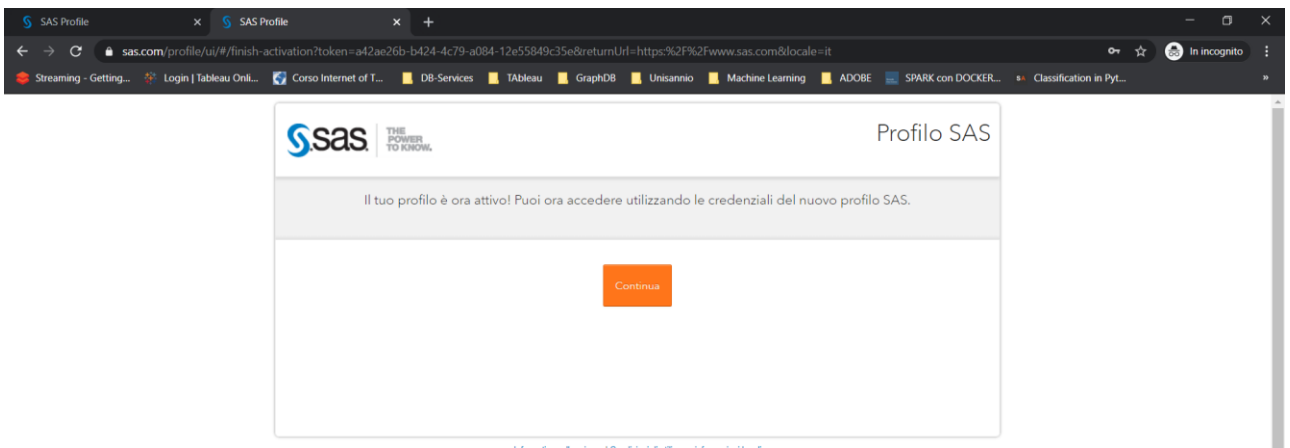 SAS Profile
SAS Profile
sas.com/profile/ui/#/finish-activation?token=a42ae26b-b424-4c79-a084-12e55849c35e&returnUrl=https:%2F%2Fwww.sas.com&locale=it
In incognito
Streaming - Getting... Login | Tableau Onli... Corso Internet of T... DB-Services TAbleau GraphDB Unisannio Machine Learning ADOBE SPARK con DOCKER... Classification in Pyt... »
sas
THE
POWER
TO KNOW.
Profilo SAS
Il tuo profilo è ora attivo! Puoi ora accedere utilizzando le credenziali del nuovo profilo SAS.
Continua